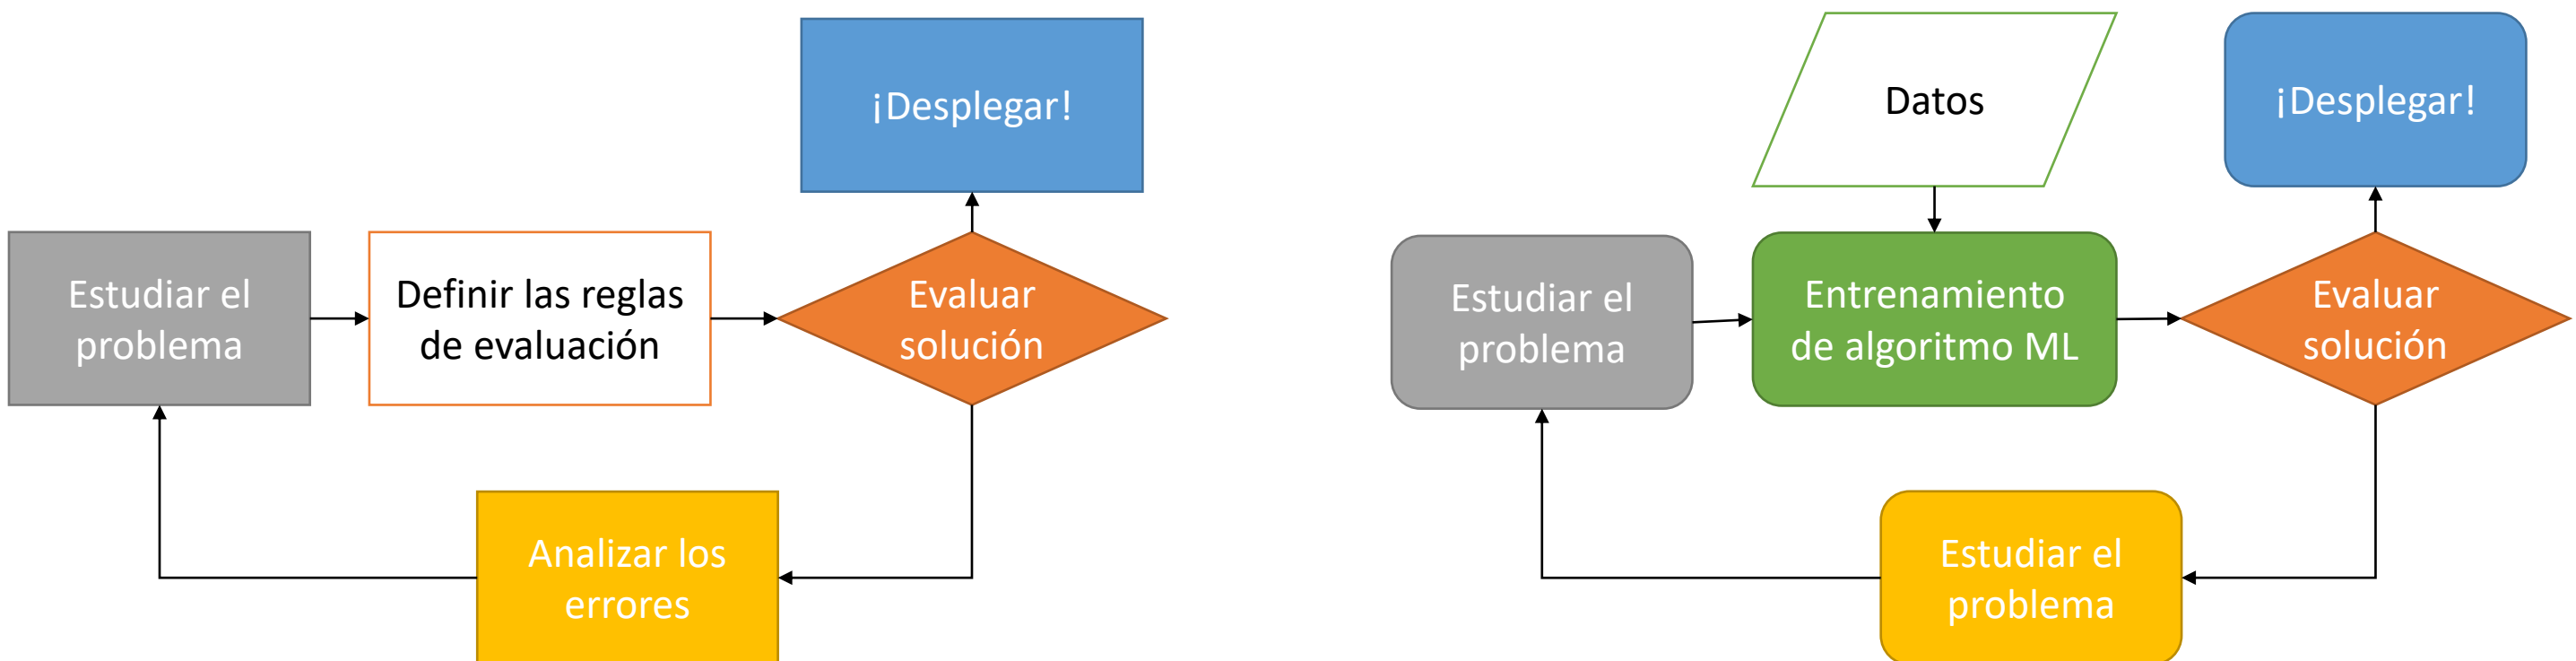 ¡Desplegar!
Estudiar el
problema
Definir las reglas
de evaluación
Evaluar
solución
Analizar los
errores
Datos
¡Desplegar!
Estudiar el
problema
Entrenamiento
de algoritmo ML
Evaluar
solución
Estudiar el
problema